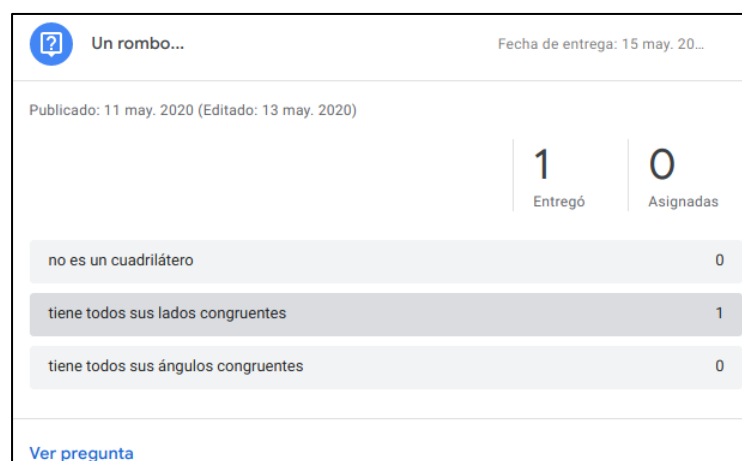 Un rombo...
Fecha de entrega: 15 may. 20...
Publicado: 11 may. 2020 (Editado: 13 may. 2020)
1
Entregó
0
Asignadas
no es un cuadrilátero 0
tiene todos sus lados congruentes 1
tiene todos sus ángulos congruentes 0
Ver pregunta